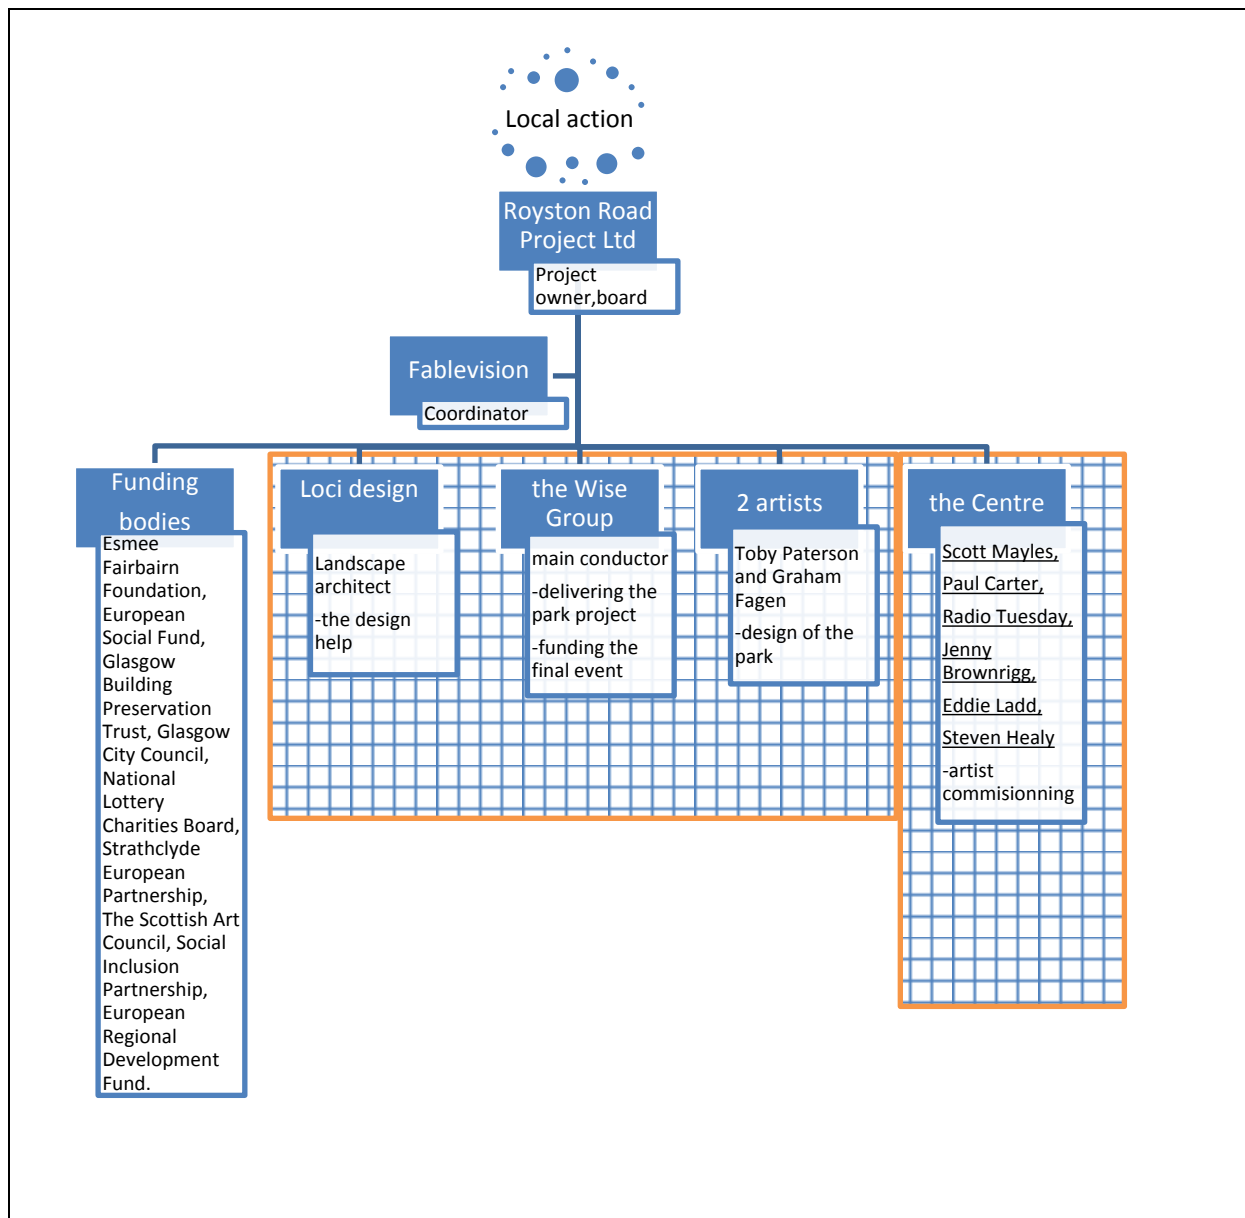 Local action
Royston Road
Project Ltd
Project
owner,board
Fablevision
Coordinator
Funding
bodies
Esmee
Fairbairn
Foundation,
European
Social Fund,
Glasgow
Building
Preservation
Trust, Glasgow
City Council,
National
Lottery
Charities Board,
Strathclyde
European
Partnership,
The Scottish Art
Council, Social
Inclusion
Partnership,
European
Regional
Development
Fund.
Loci design
Landscape
architect
-the design
help
the Wise
Group
main conductor
-delivering the
park project
-funding the
final event
2 artists
Toby Paterson
and Graham
Fagen
-design of the
park
the Centre
Scott Mayles,
Paul Carter,
Radio Tuesday,
Jenny
Brownrigg,
Eddie Ladd,
Steven Healy
-artist
commisionning